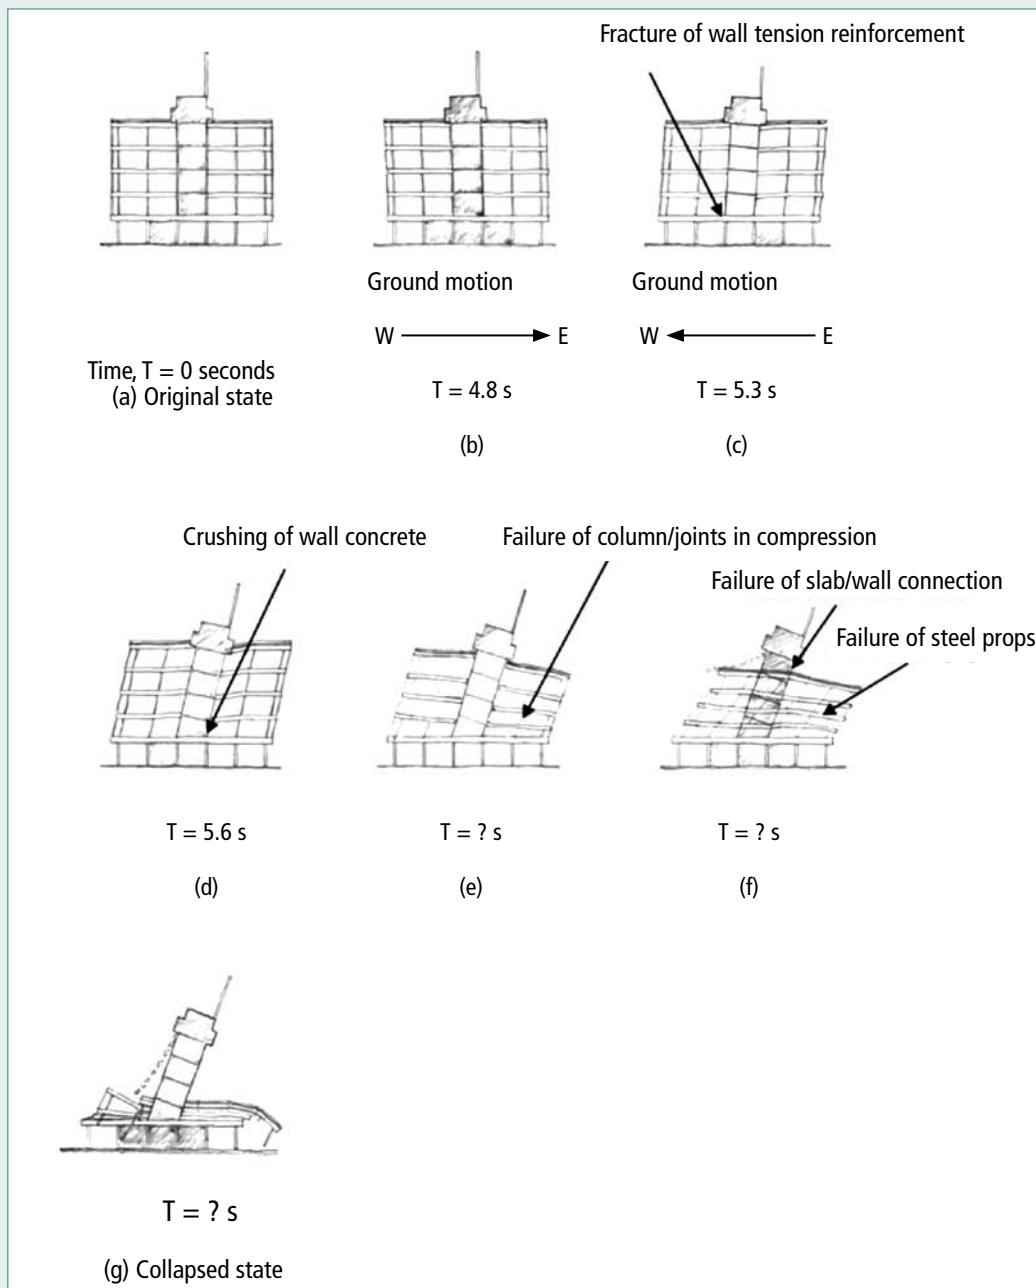 Fracture of wall tension reinforcement
Ground motion
Ground motion
W E
W E
Time, T = 0 seconds
(a) Original state
T = 4.8 s
T = 5.3 s
(b)
(c)
Crushing of wall concrete
Failure of column/joints in compression
Failure of slab/wall connection
Failure of steel props
T = 5.6 s
T = ? s
T = ? s
(d)
(e)
(f)
T = ? s
(g) Collapsed state